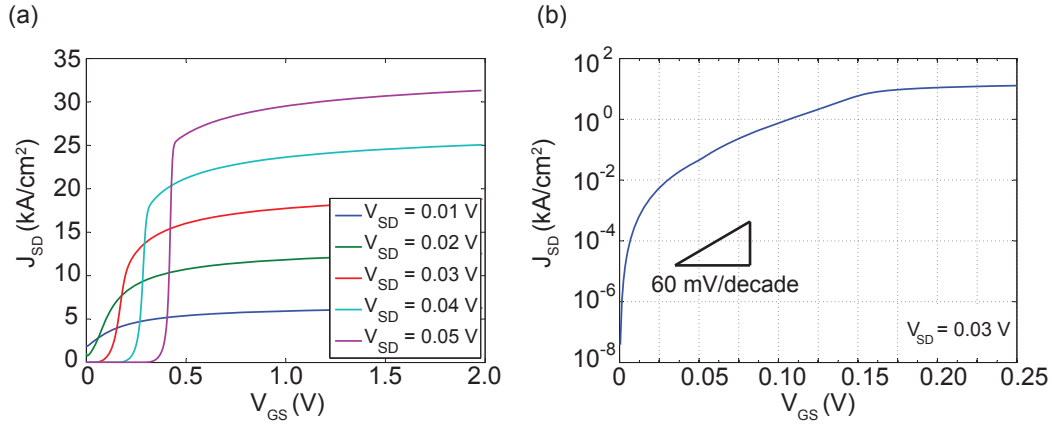 (a)
35
30
25
20
15
10
5
0
J_SD (kA/cm²)
0
0.5
1.0
1.5
2.0
V_GS (V)
V_SD = 0.01 V
V_SD = 0.02 V
V_SD = 0.03 V
V_SD = 0.04 V
V_SD = 0.05 V
(b)
10²
10⁰
10⁻²
10⁻⁴
10⁻⁶
10⁻⁸
J_SD (kA/cm²)
60 mV/decade
V_SD = 0.03 V
0
0.05
0.10
0.15
0.20
0.25
V_GS (V)